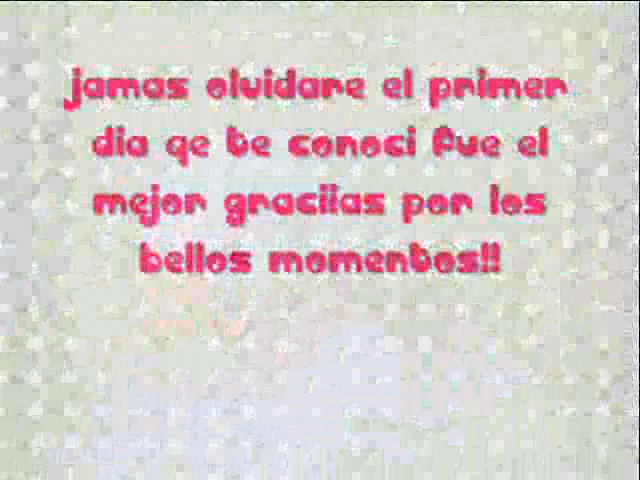 jamas olvidare el primer
dia qe te conoci fue el
mejor graciias por los
bellos momentos!!